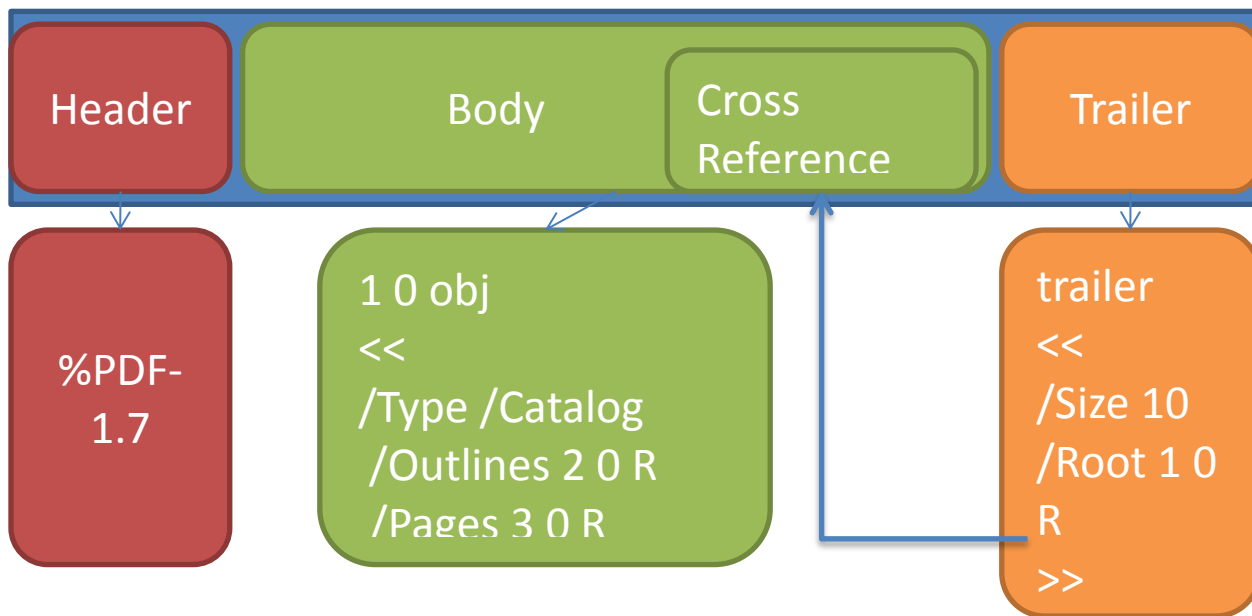 Header
Body
Cross
Reference
Trailer
%PDF-
1.7
1 0 obj
<<
/Type /Catalog
/Outlines 2 0 R
/Pages 3 0 R
trailer
<<
/Size 10
/Root 1 0
R
>>